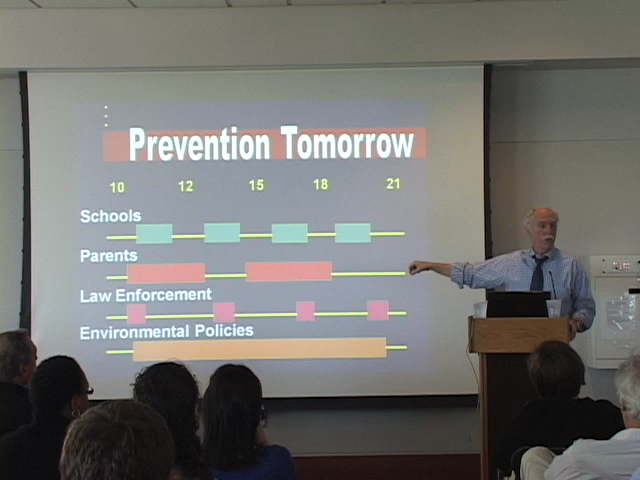 Prevention Tomorrow
10 12 15 18 21
Schools
Parents
Law Enforcement
Environmental Policies